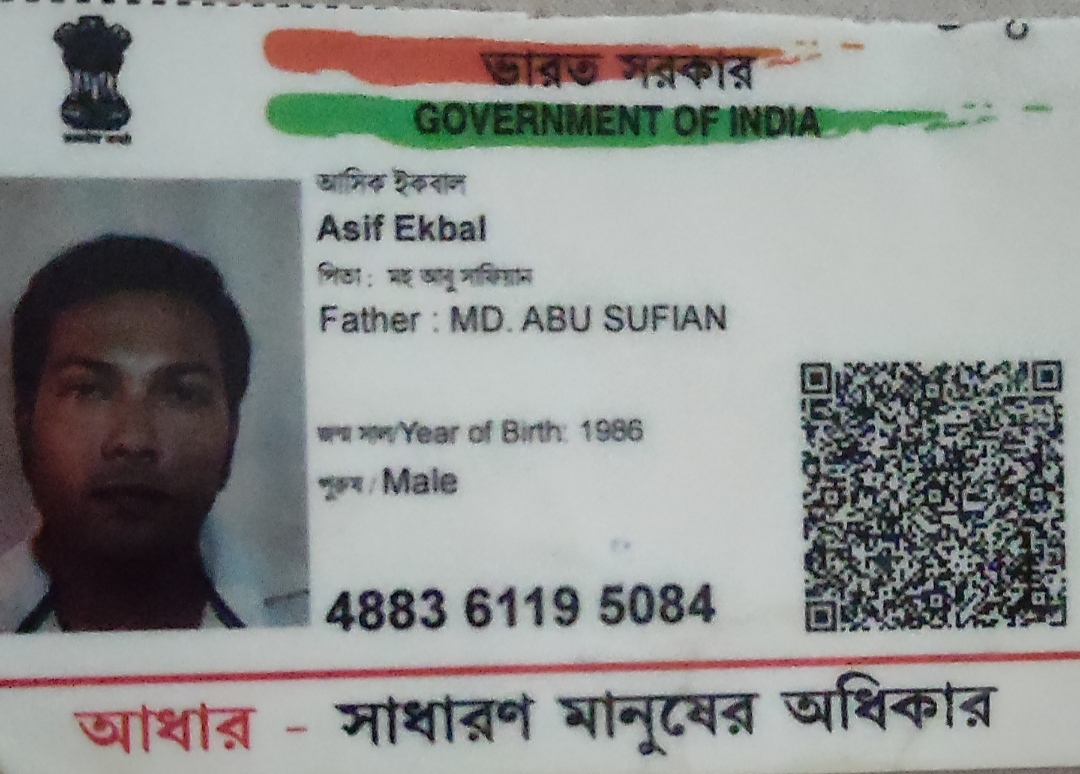 ভারত সরকার
GOVERNMENT OF INDIA
আসিফ ইকবাল
Asif Ekbal
পিতা : মহ আবু সাফিয়ান
Father : MD. ABU SUFIAN
জন্ম সাল/Year of Birth: 1986
পুরুষ / Male
4883 6119 5084
আধার - সাধারণ মানুষের অধিকার